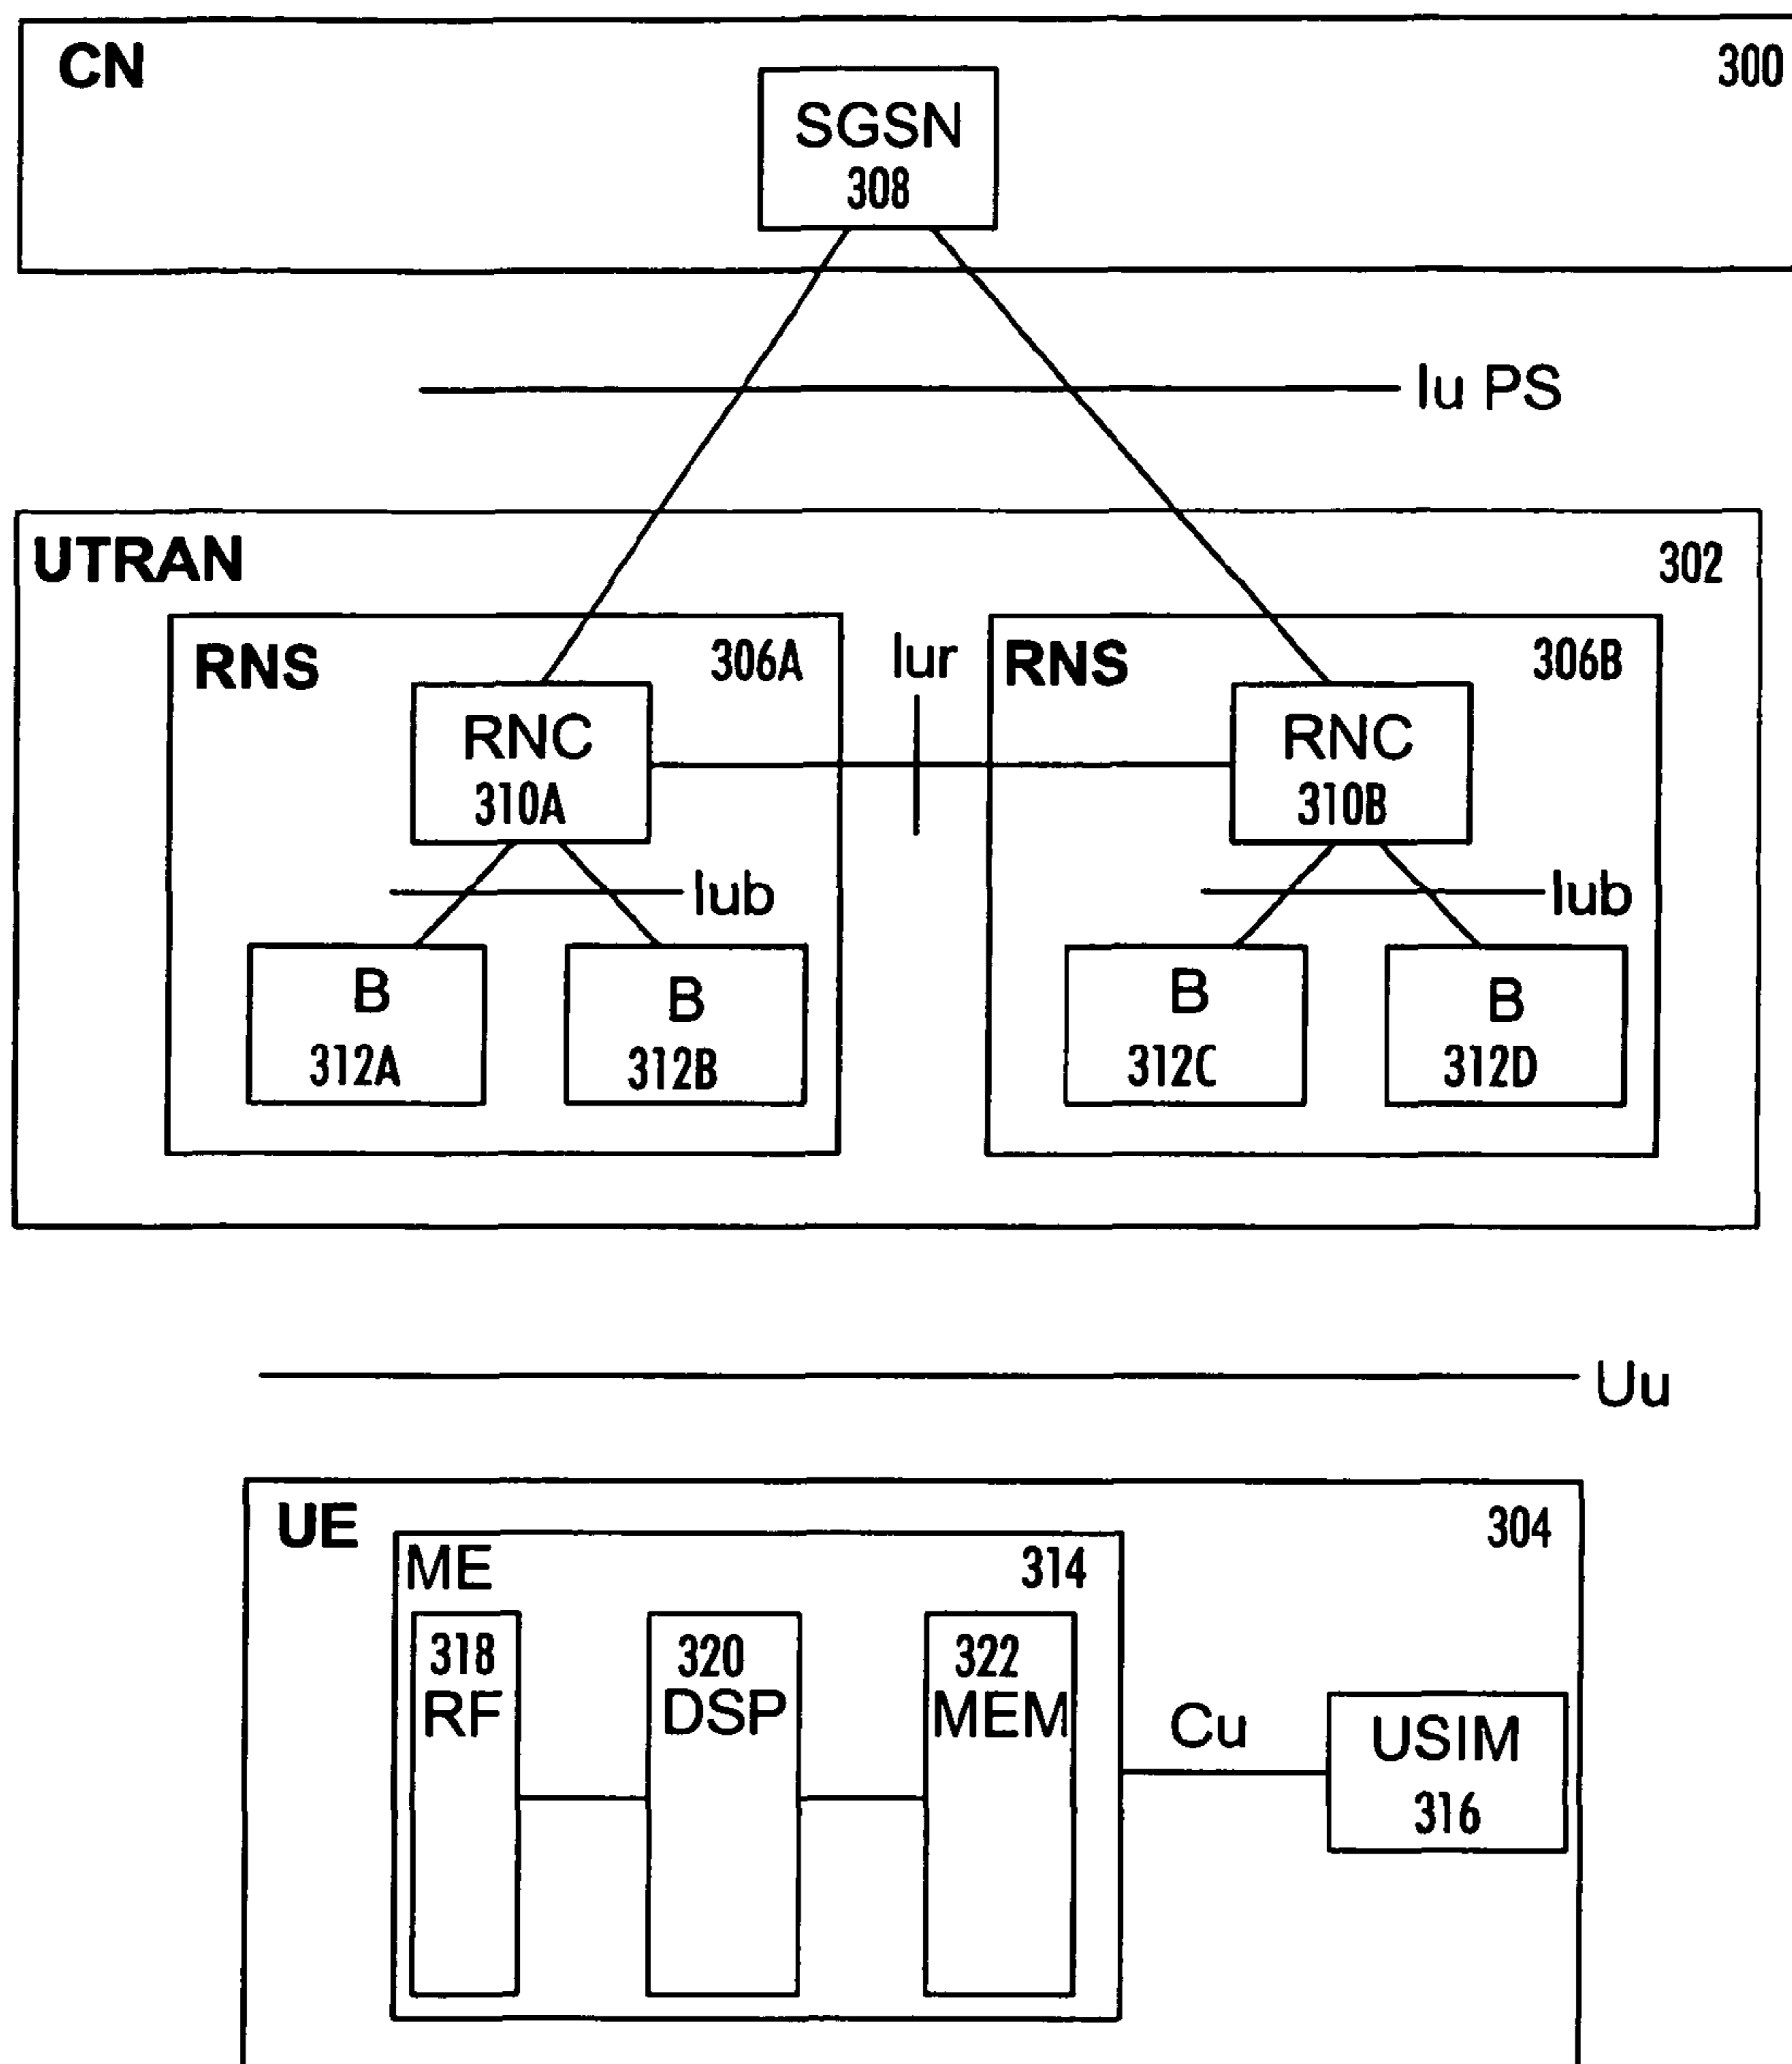 CN
300
SGSN
308
Iu PS
UTRAN
302
RNS
306A
Iur
RNS
306B
RNC
310A
RNC
310B
Iub
Iub
B
312A
B
312B
B
312C
B
312D
Uu
UE
304
ME
314
318
RF
320
DSP
322
MEM
Cu
USIM
316